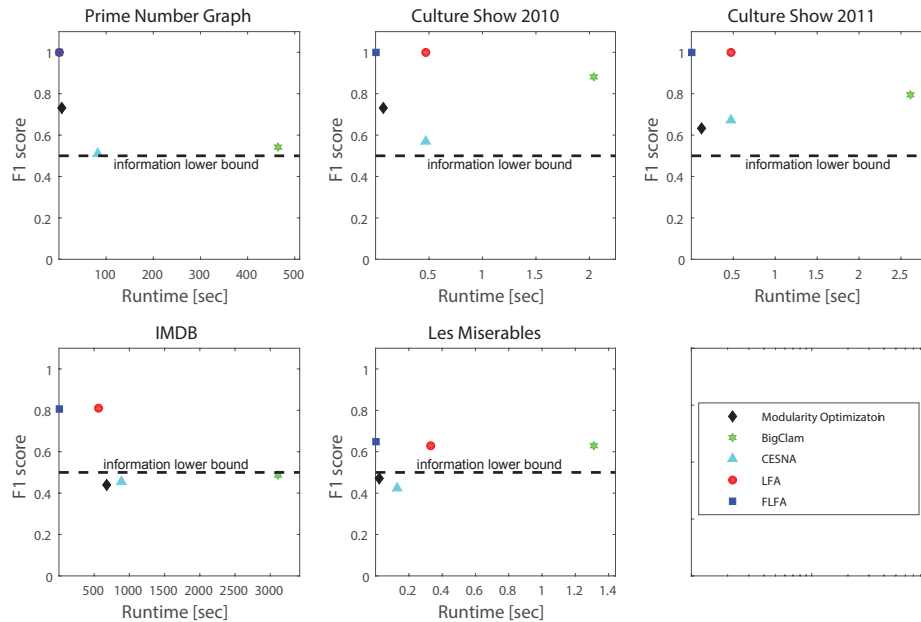 Prime Number Graph
F1 score
1
0.8
0.6
0.4
0.2
0
information lower bound
100 200 300 400 500
Runtime [sec]
Culture Show 2010
F1 score
1
0.8
0.6
0.4
0.2
0
information lower bound
0.5 1 1.5 2
Runtime [sec]
Culture Show 2011
F1 score
1
0.8
0.6
0.4
0.2
0
information lower bound
0.5 1 1.5 2 2.5
Runtime [sec]
IMDB
F1 score
1
0.8
0.6
0.4
0.2
0
information lower bound
500 1000 1500 2000 2500 3000
Runtime [sec]
Les Miserables
F1 score
1
0.8
0.6
0.4
0.2
0
information lower bound
0.2 0.4 0.6 0.8 1 1.2 1.4
Runtime [sec]
Modularity Optimizatoin
BigClam
CESNA
LFA
FLFA